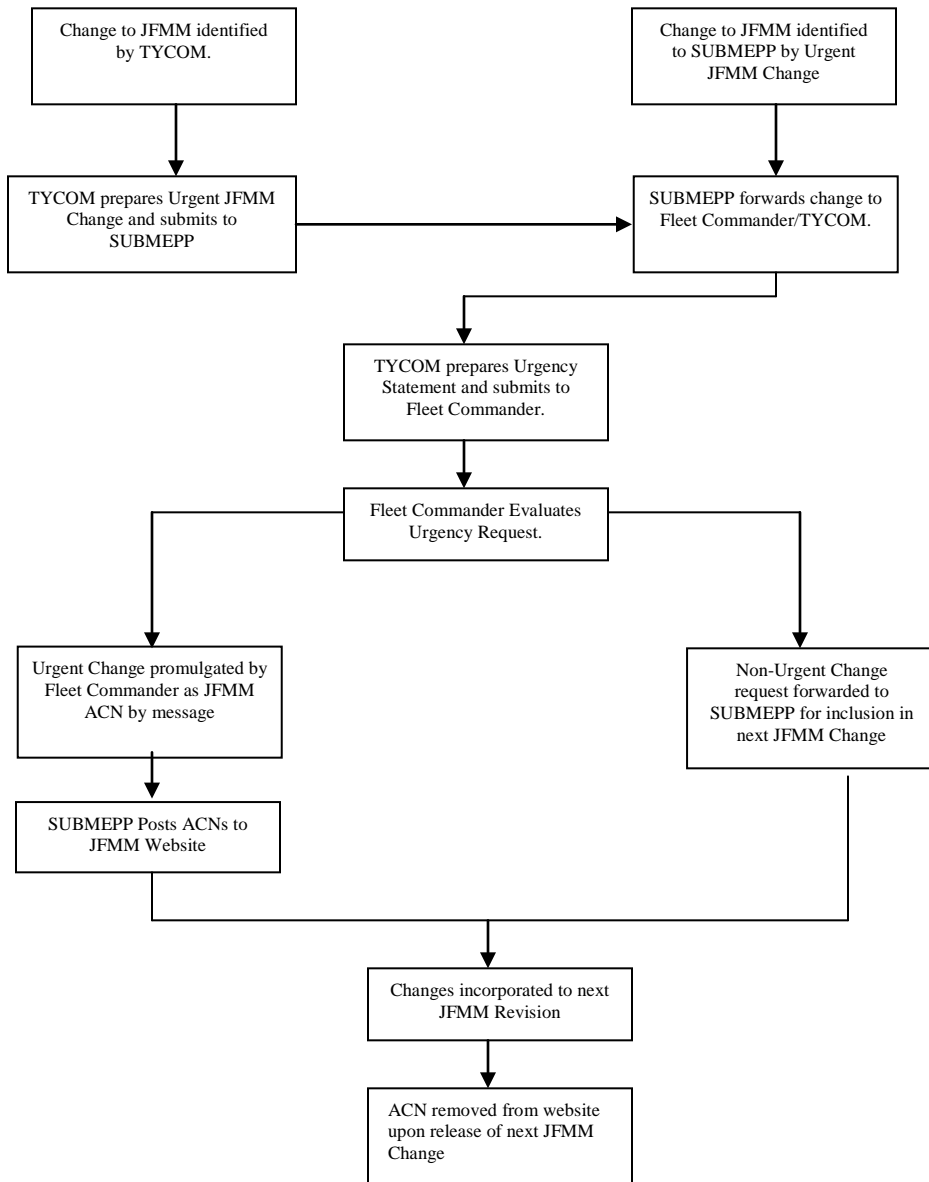 Change to JFMM identified
by TYCOM.
Change to JFMM identified
to SUBMEPP by Urgent
JFMM Change
TYCOM prepares Urgent JFMM
Change and submits to
SUBMEPP
SUBMEPP forwards change to
Fleet Commander/TYCOM.
TYCOM prepares Urgency
Statement and submits to
Fleet Commander.
Fleet Commander Evaluates
Urgency Request.
Urgent Change promulgated by
Fleet Commander as JFMM
ACN by message
Non-Urgent Change
request forwarded to
SUBMEPP for inclusion in
next JFMM Change
SUBMEPP Posts ACNs to
JFMM Website
Changes incorporated to next
JFMM Revision
ACN removed from website
upon release of next JFMM
Change